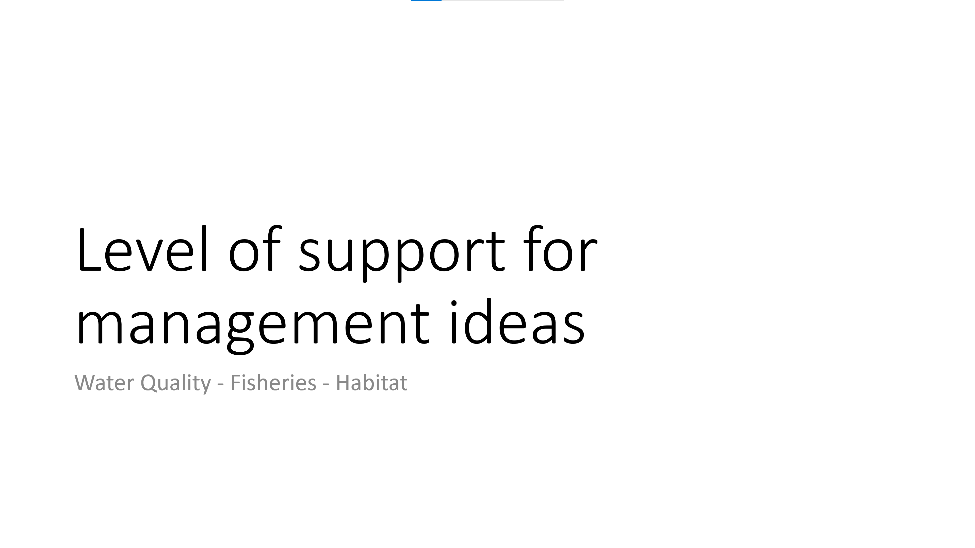 Level of support for
management ideas
Water Quality - Fisheries - Habitat